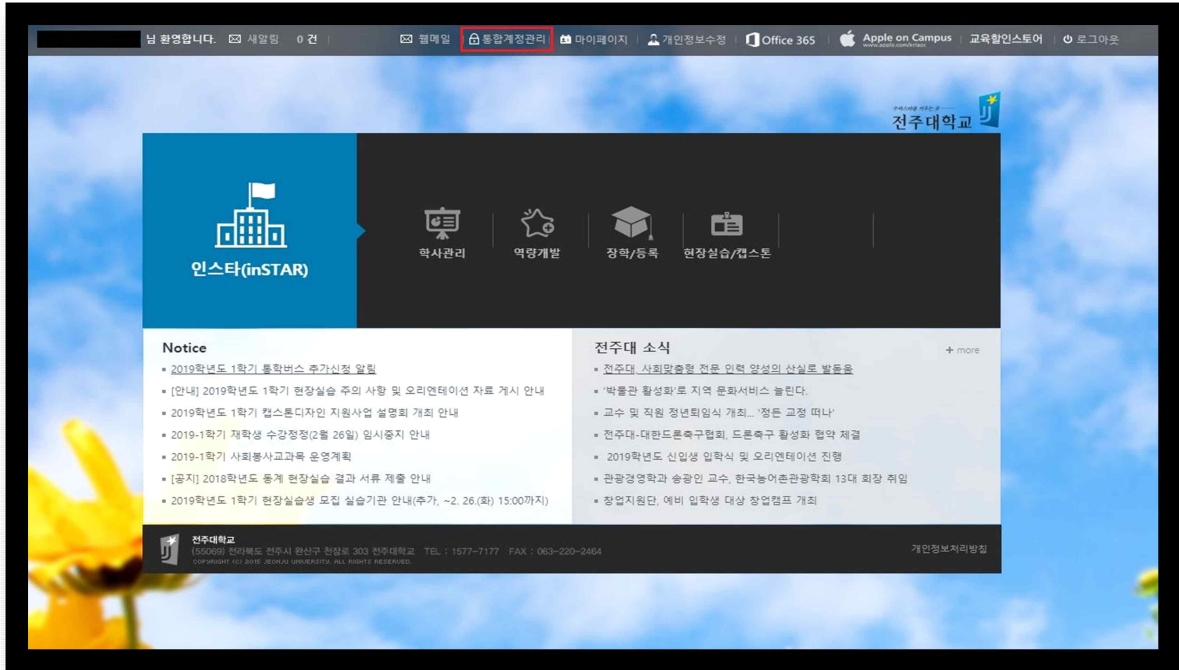 님 환영합니다. 새알림 0 건 웹메일 통합계정관리 마이페이지 개인정보수정 Office 365 Apple on Campus 교육할인스토어 로그아웃
전주대학교
인스타(inSTAR)
학사관리 역량개발 장학/등록 현장실습/캡스톤
Notice
2019학년도 1학기 통학버스 추가신청 알림
[안내] 2019학년도 1학기 현장실습 주의 사항 및 오리엔테이션 자료 게시 안내
2019학년도 1학기 캡스톤디자인 지원사업 설명회 개최 안내
2019-1학기 재학생 수강정정(2월 26일) 임시중지 안내
2019-1학기 사회봉사교과목 운영계획
[공지] 2018학년도 동계 현장실습 결과 서류 제출 안내
2019학년도 1학기 현장실습생 모집 실습기관 안내(추가, ~2. 26.(화) 15:00까지)
전주대 소식 + more
전주대, 사회맞춤형 전문 인력 양성의 산실로 발돋움
'박물관 활성화'로 지역 문화서비스 늘린다.
교수 및 직원 정년퇴임식 개최... '정든 교정 떠나'
전주대-대한드론축구협회, 드론축구 활성화 협약 체결
2019학년도 신입생 입학식 및 오리엔테이션 진행
관광경영학과 송광인 교수, 한국농어촌관광학회 13대 회장 취임
창업지원단, 예비 입학생 대상 창업캠프 개최
전주대학교
(55069) 전라북도 전주시 완산구 천잠로 303 전주대학교 TEL : 1577-7177 FAX : 063-220-2464
COPYRIGHT (C) 2015 JEONJU UNIVERSITY. ALL RIGHTS RESERVED.
개인정보처리방침